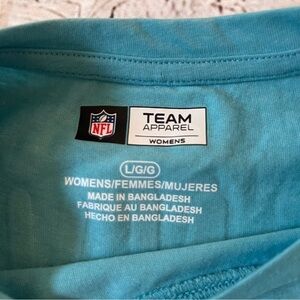 NFL
TEAM
APPAREL
WOMENS
L/G/G
WOMENS/FEMMES/MUJERES
MADE IN BANGLADESH
FABRIQUE AU BANGLADESH
HECHO EN BANGLADESH